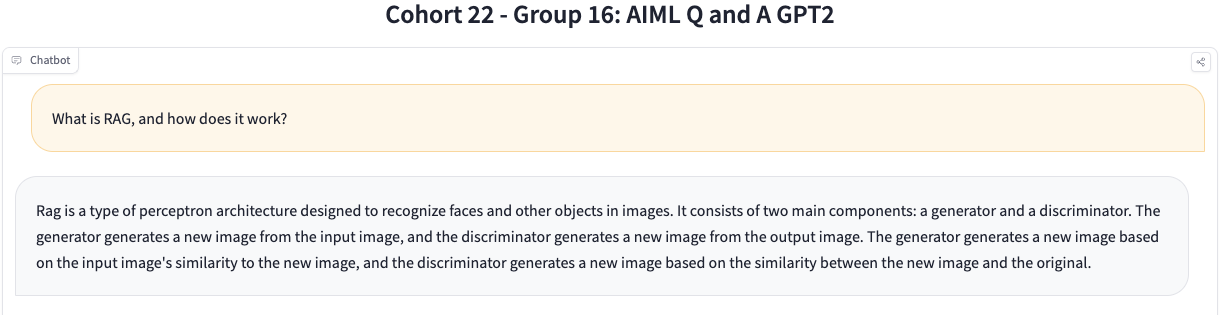 Cohort 22 - Group 16: AIML Q and A GPT2
Chatbot
What is RAG, and how does it work?
Rag is a type of perceptron architecture designed to recognize faces and other objects in images. It consists of two main components: a generator and a discriminator. The
generator generates a new image from the input image, and the discriminator generates a new image from the output image. The generator generates a new image based
on the input image's similarity to the new image, and the discriminator generates a new image based on the similarity between the new image and the original.